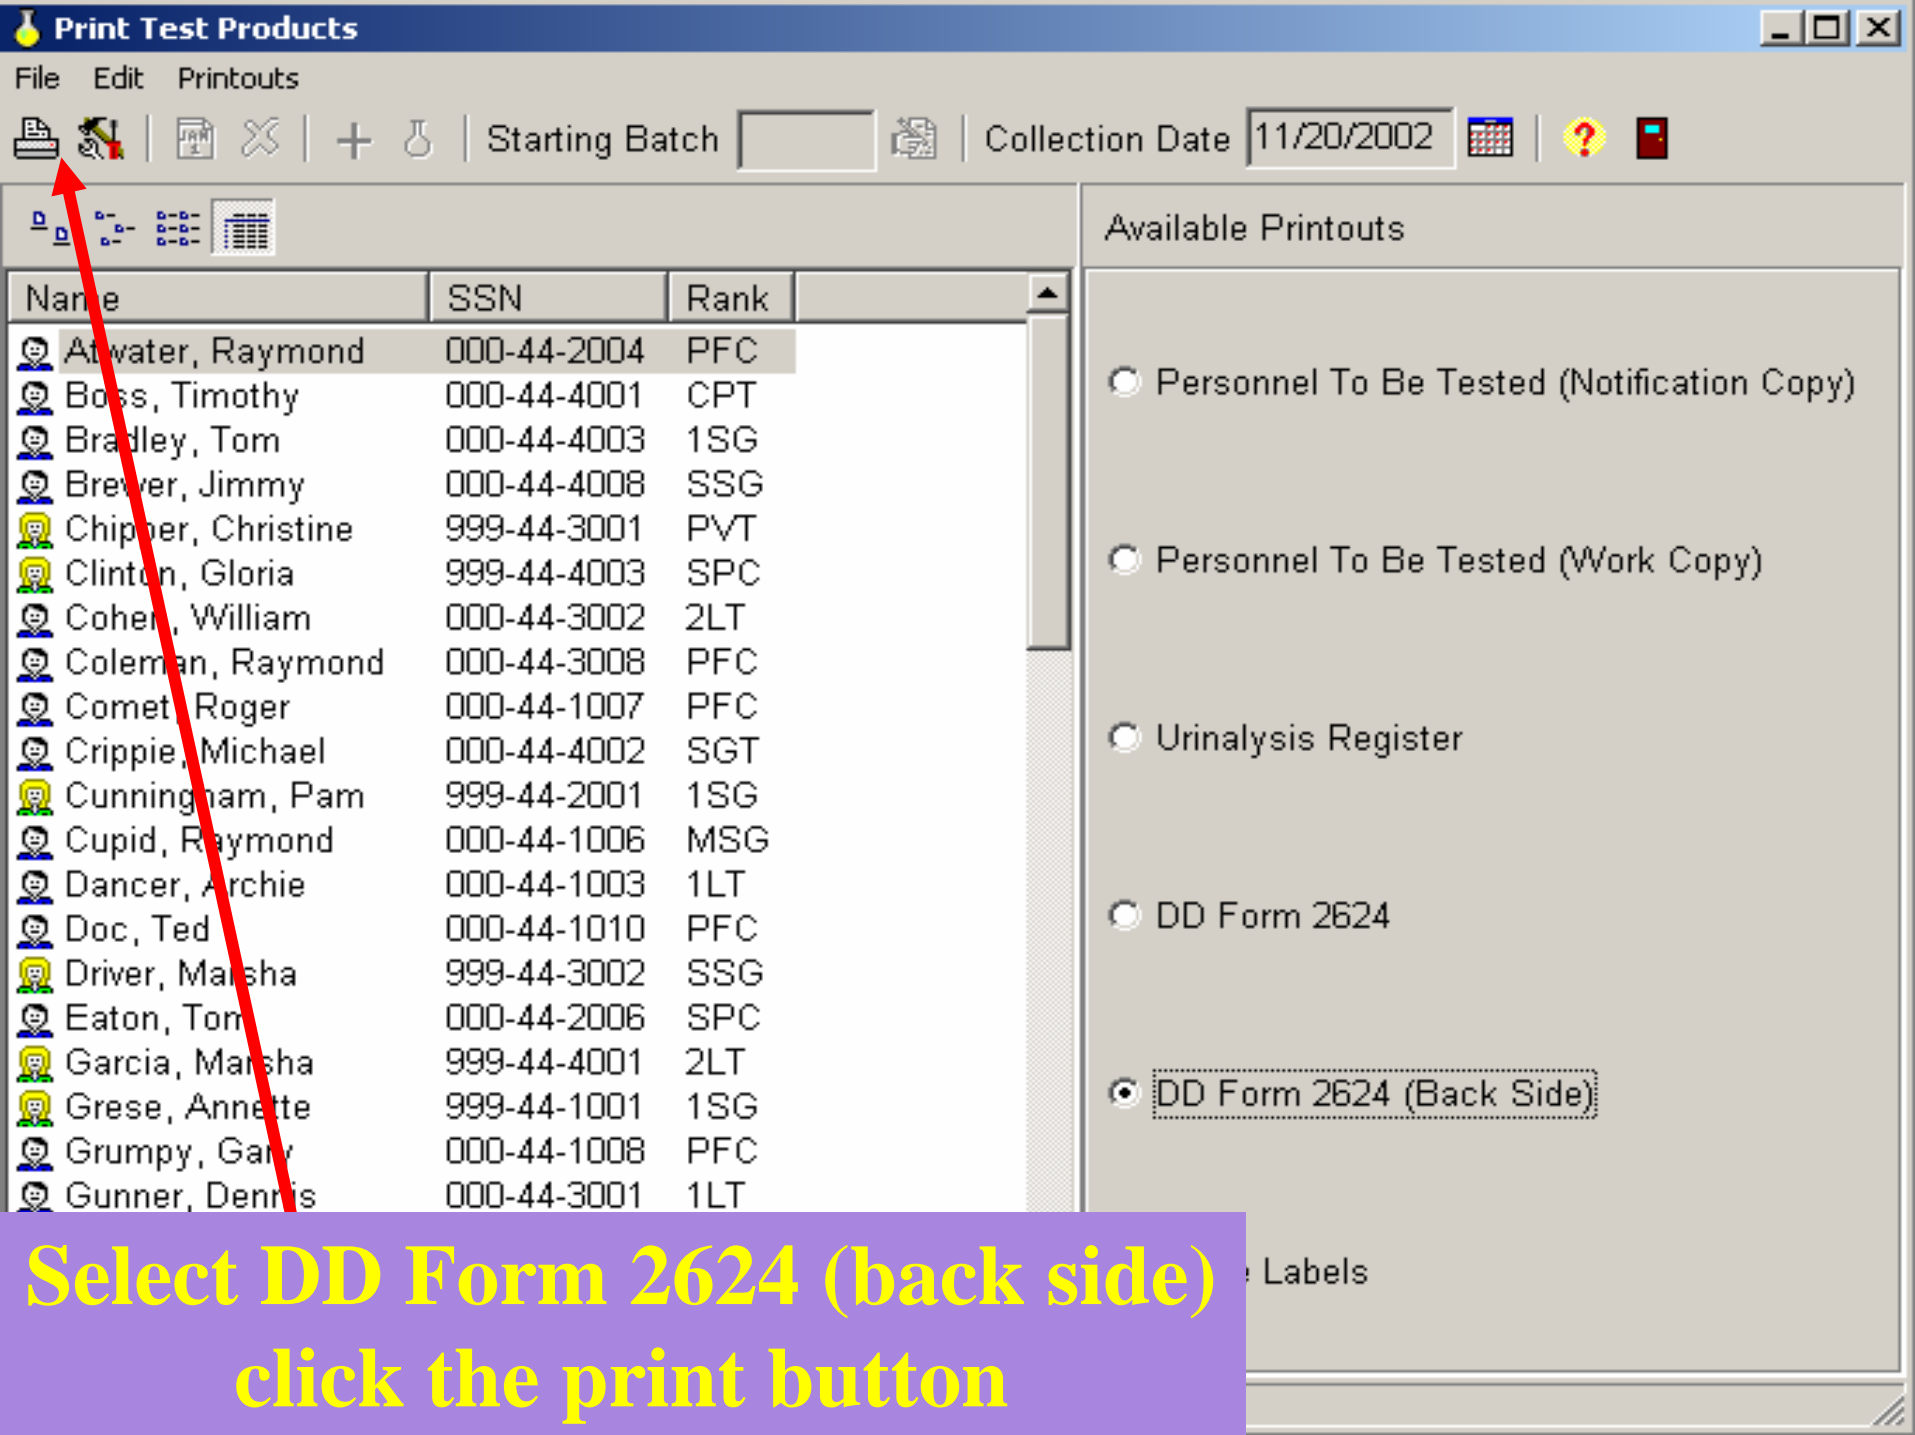 Print Test Products
File Edit Printouts
Starting Batch Collection Date 11/20/2002
Available Printouts
Name SSN Rank
Atwater, Raymond 000-44-2004 PFC
Boss, Timothy 000-44-4001 CPT
Bradley, Tom 000-44-4003 1SG
Brewer, Jimmy 000-44-4008 SSG
Chipper, Christine 999-44-3001 PVT
Clinton, Gloria 999-44-4003 SPC
Cohen, William 000-44-3002 2LT
Coleman, Raymond 000-44-3008 PFC
Comet, Roger 000-44-1007 PFC
Crippie, Michael 000-44-4002 SGT
Cunningham, Pam 999-44-2001 1SG
Cupid, Raymond 000-44-1006 MSG
Dancer, Archie 000-44-1003 1LT
Doc, Ted 000-44-1010 PFC
Driver, Marsha 999-44-3002 SSG
Eaton, Tom 000-44-2006 SPC
Garcia, Marsha 999-44-4001 2LT
Grese, Annette 999-44-1001 1SG
Grumpy, Gary 000-44-1008 PFC
Gunner, Dennis 000-44-3001 1LT
Personnel To Be Tested (Notification Copy)
Personnel To Be Tested (Work Copy)
Urinalysis Register
DD Form 2624
DD Form 2624 (Back Side)
Labels
Select DD Form 2624 (back side)
click the print button